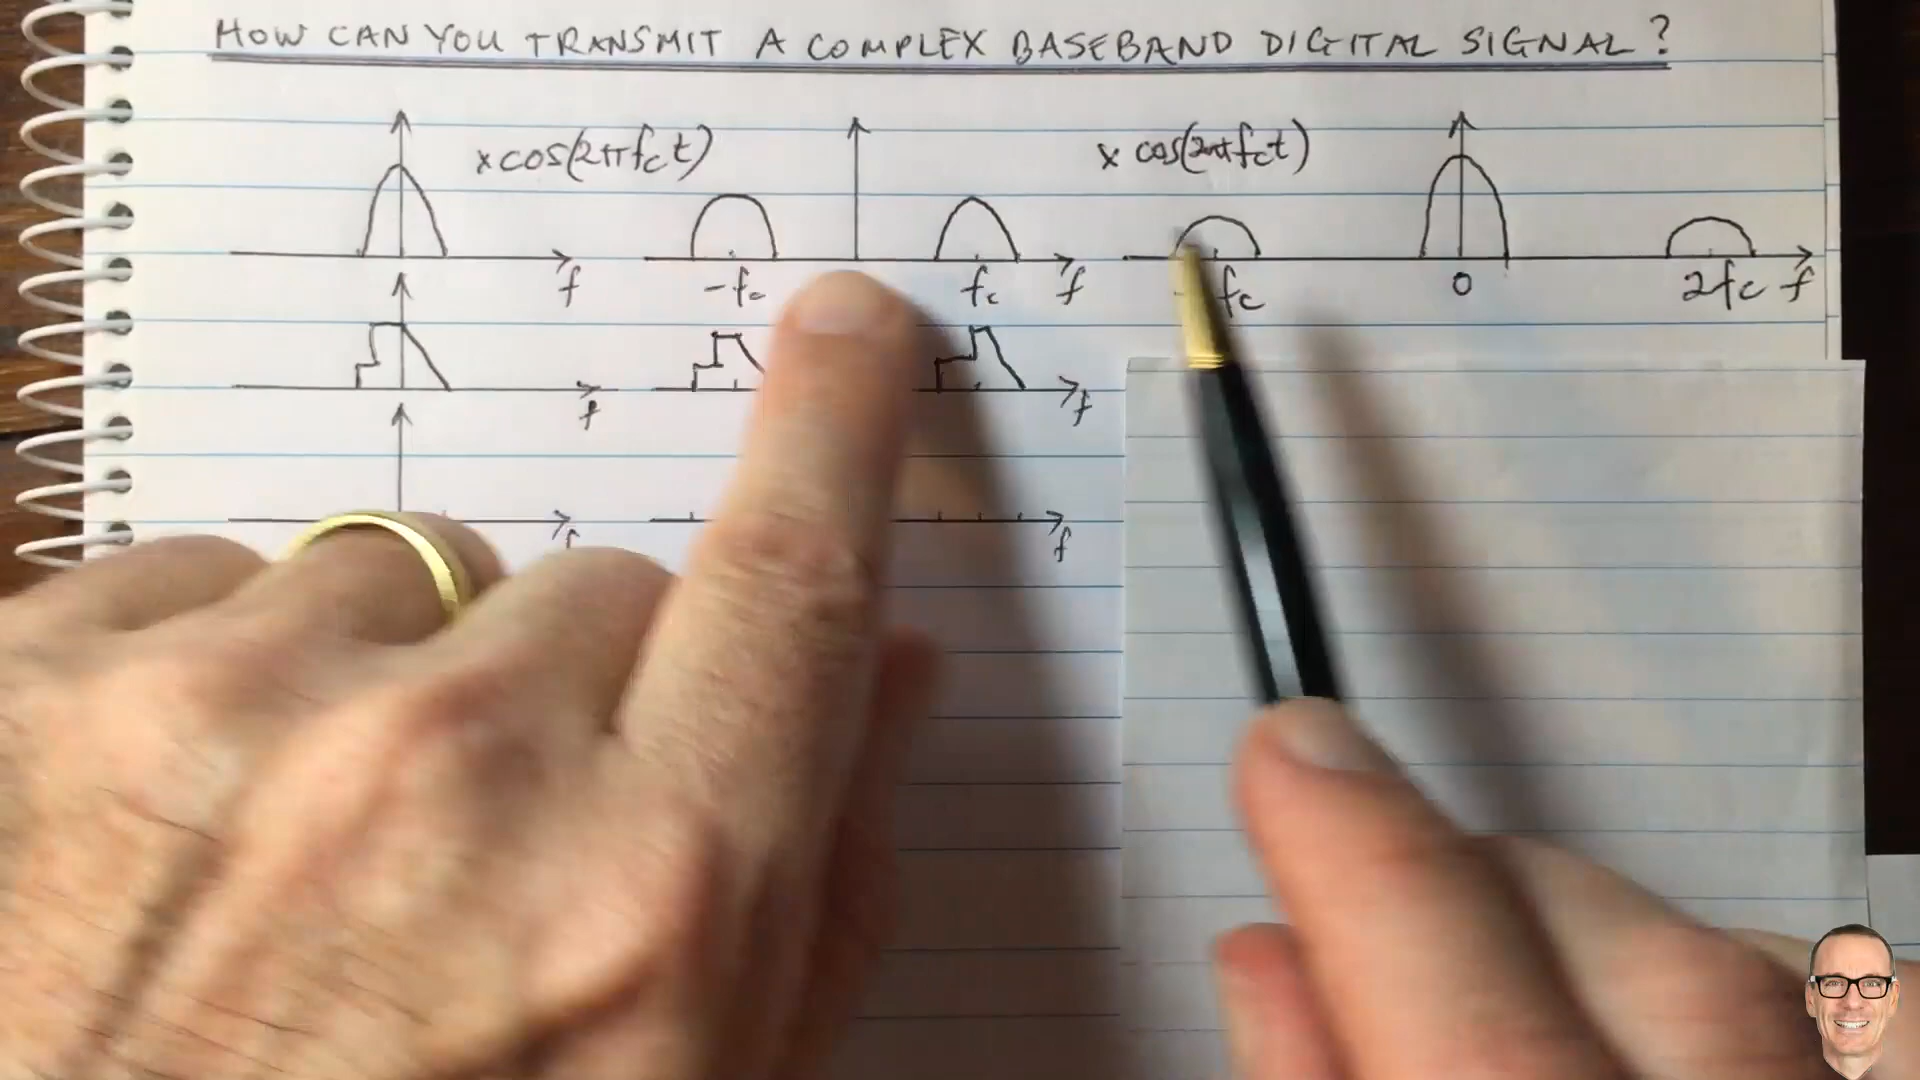 HOW CAN YOU TRANSMIT A COMPLEX BASEBAND DIGITAL SIGNAL?
x cos(2πfct) x cos(2πfct)
f -fc fc f fc 0 2fc f
f f
f f